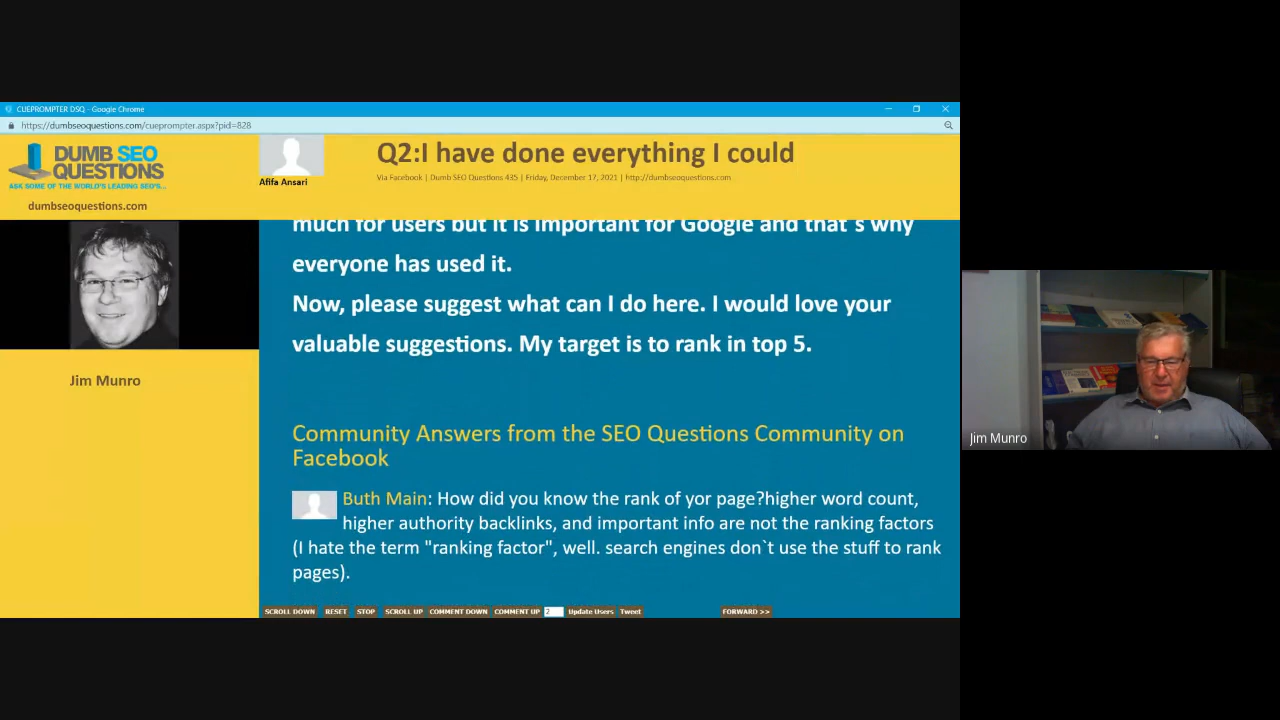 CUEPROMPTER DSQ - Google Chrome
https://dumbseoquestions.com/cueprompter.aspx?pid=828
DUMB SEO
QUESTIONS
ASK SOME OF THE WORLD'S LEADING SEO'S...
dumbseoquestions.com
Afifa Ansari
Q2:I have done everything I could
Via Facebook | Dumb SEO Questions 435 | Friday, December 17, 2021 | http://dumbseoquestions.com
Jim Munro
much for users but it is important for Google and that`s why
everyone has used it.
Now, please suggest what can I do here. I would love your
valuable suggestions. My target is to rank in top 5.
Community Answers from the SEO Questions Community on
Facebook
Buth Main: How did you know the rank of yor page?higher word count,
higher authority backlinks, and important info are not the ranking factors
(I hate the term "ranking factor", well. search engines don`t use the stuff to rank
pages).
SCROLL DOWN RESET STOP SCROLL UP COMMENT DOWN COMMENT UP 2 Update Users Tweet FORWARD >>
Jim Munro